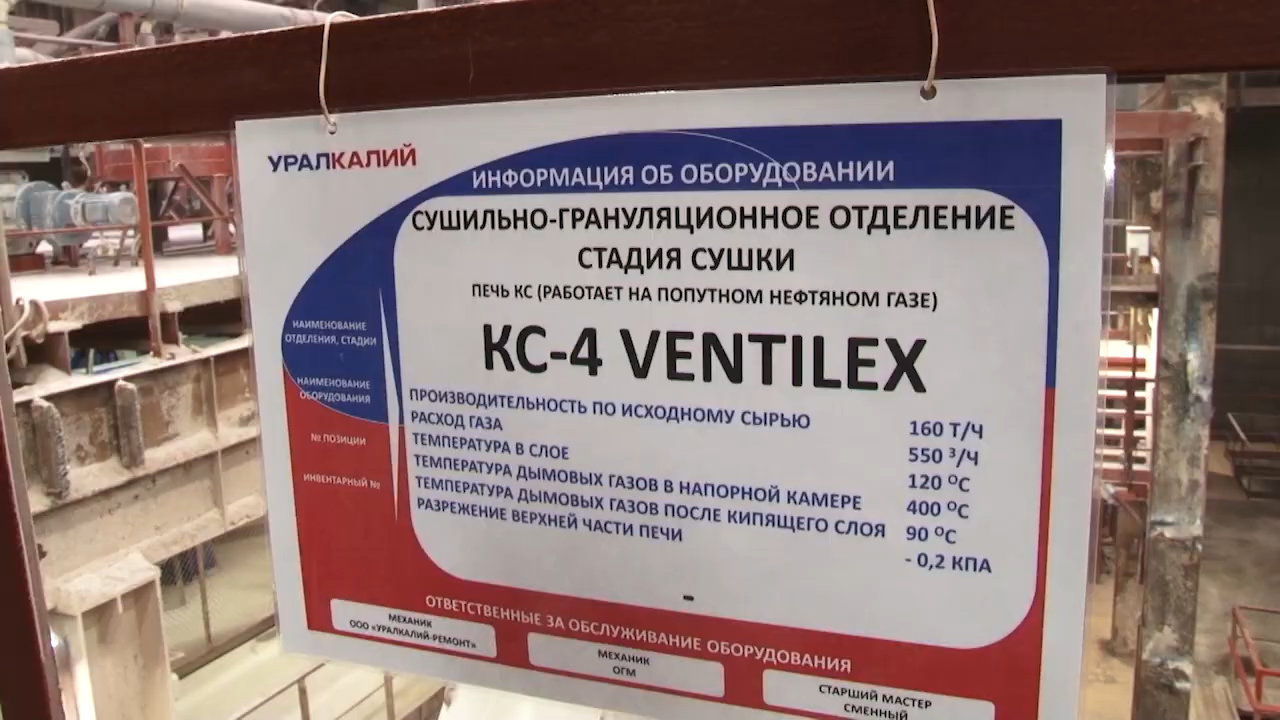 УРАЛКАЛИЙ
ИНФОРМАЦИЯ ОБ ОБОРУДОВАНИИ
СУШИЛЬНО-ГРАНУЛЯЦИОННОЕ ОТДЕЛЕНИЕ
СТАДИЯ СУШКИ
ПЕЧЬ КС (РАБОТАЕТ НА ПОПУТНОМ НЕФТЯНОМ ГАЗЕ)
КС-4 VENTILEX
НАИМЕНОВАНИЕ
ОТДЕЛЕНИЯ, СТАДИИ
НАИМЕНОВАНИЕ
ОБОРУДОВАНИЯ
№ ПОЗИЦИИ
ИНВЕНТАРНЫЙ №
ПРОИЗВОДИТЕЛЬНОСТЬ ПО ИСХОДНОМУ СЫРЬЮ 160 Т/Ч
РАСХОД ГАЗА 550 ³/Ч
ТЕМПЕРАТУРА В СЛОЕ 120 ºС
ТЕМПЕРАТУРА ДЫМОВЫХ ГАЗОВ В НАПОРНОЙ КАМЕРЕ 400 ºС
ТЕМПЕРАТУРА ДЫМОВЫХ ГАЗОВ ПОСЛЕ КИПЯЩЕГО СЛОЯ 90 ºС
РАЗРЕЖЕНИЕ ВЕРХНЕЙ ЧАСТИ ПЕЧИ - 0,2 КПА
-
ОТВЕТСТВЕННЫЕ ЗА ОБСЛУЖИВАНИЕ ОБОРУДОВАНИЯ
МЕХАНИК
ООО «УРАЛКАЛИЙ-РЕМОНТ»
МЕХАНИК
ОГМ
СТАРШИЙ МАСТЕР
СМЕННЫЙ